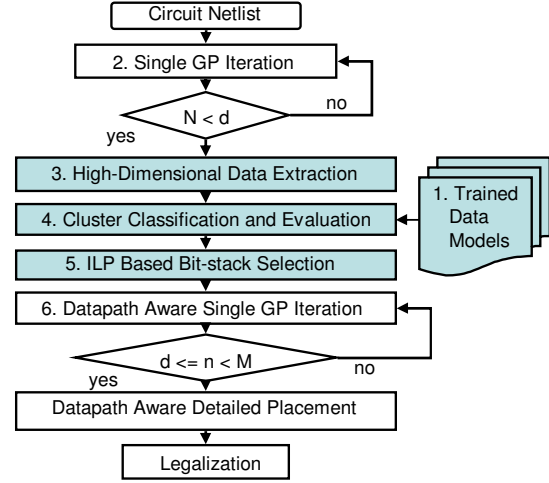 Circuit Netlist
2. Single GP Iteration
N < d
no
yes
3. High-Dimensional Data Extraction
4. Cluster Classification and Evaluation
1. Trained
Data
Models
5. ILP Based Bit-stack Selection
6. Datapath Aware Single GP Iteration
d <= n < M
no
yes
Datapath Aware Detailed Placement
Legalization